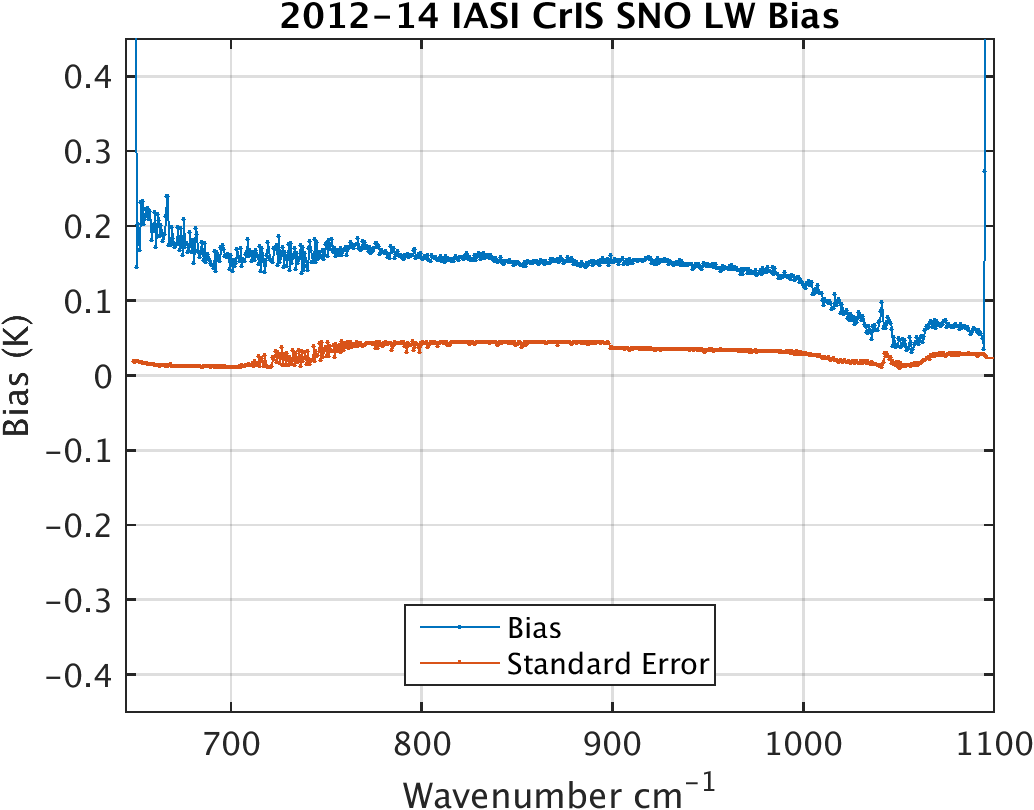 2012-14 IASI CrIS SNO LW Bias
Bias (K)
0.4
0.3
0.2
0.1
0
-0.1
-0.2
-0.3
-0.4
Bias
Standard Error
700 800 900 1000 1100
Wavenumber cm⁻¹